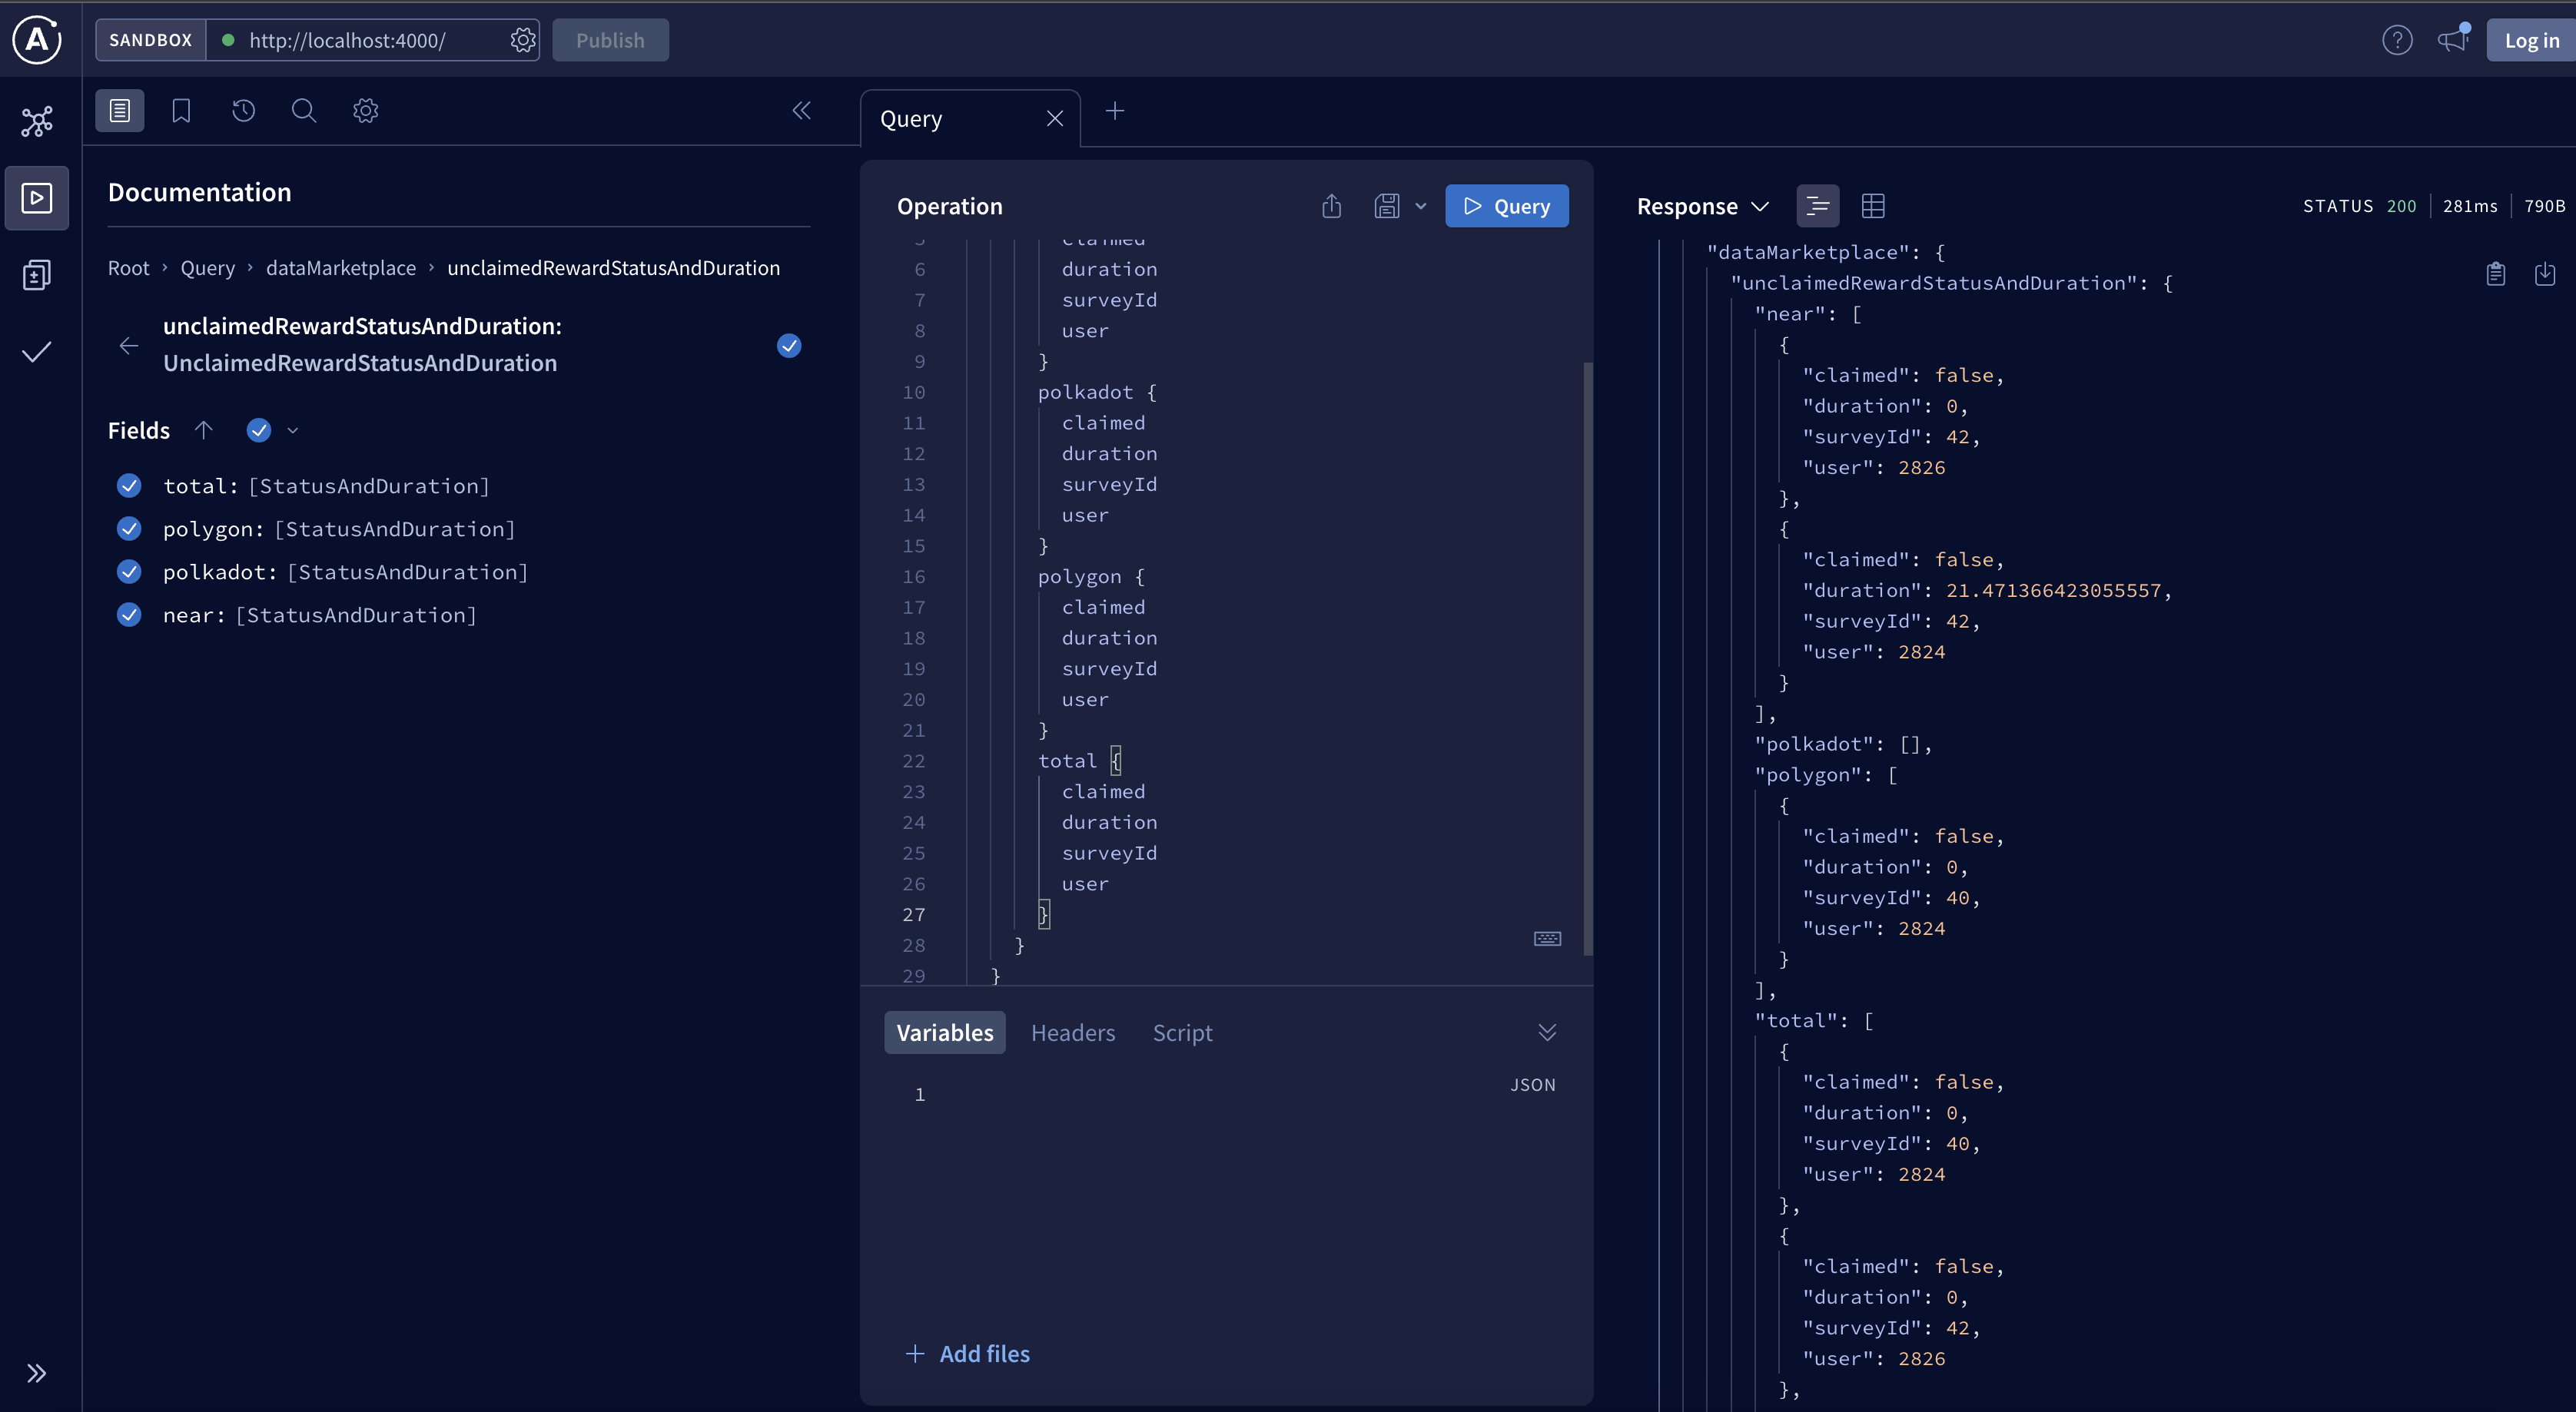 SANDBOX http://localhost:4000/ Publish Log in
Documentation
Root › Query › dataMarketplace › unclaimedRewardStatusAndDuration
unclaimedRewardStatusAndDuration:
UnclaimedRewardStatusAndDuration
Fields
total: [StatusAndDuration]
polygon: [StatusAndDuration]
polkadot: [StatusAndDuration]
near: [StatusAndDuration]
Query
Operation
Query
5 claimed
6 duration
7 surveyId
8 user
9 }
10 polkadot {
11 claimed
12 duration
13 surveyId
14 user
15 }
16 polygon {
17 claimed
18 duration
19 surveyId
20 user
21 }
22 total {
23 claimed
24 duration
25 surveyId
26 user
27 }
28 }
29 }
Variables Headers Script
JSON
1
+ Add files
Response
STATUS 200 | 281ms | 790B
"dataMarketplace": {
"unclaimedRewardStatusAndDuration": {
"near": [
{
"claimed": false,
"duration": 0,
"surveyId": 42,
"user": 2826
},
{
"claimed": false,
"duration": 21.471366423055557,
"surveyId": 42,
"user": 2824
}
],
"polkadot": [],
"polygon": [
{
"claimed": false,
"duration": 0,
"surveyId": 40,
"user": 2824
}
],
"total": [
{
"claimed": false,
"duration": 0,
"surveyId": 40,
"user": 2824
},
{
"claimed": false,
"duration": 0,
"surveyId": 42,
"user": 2826
},